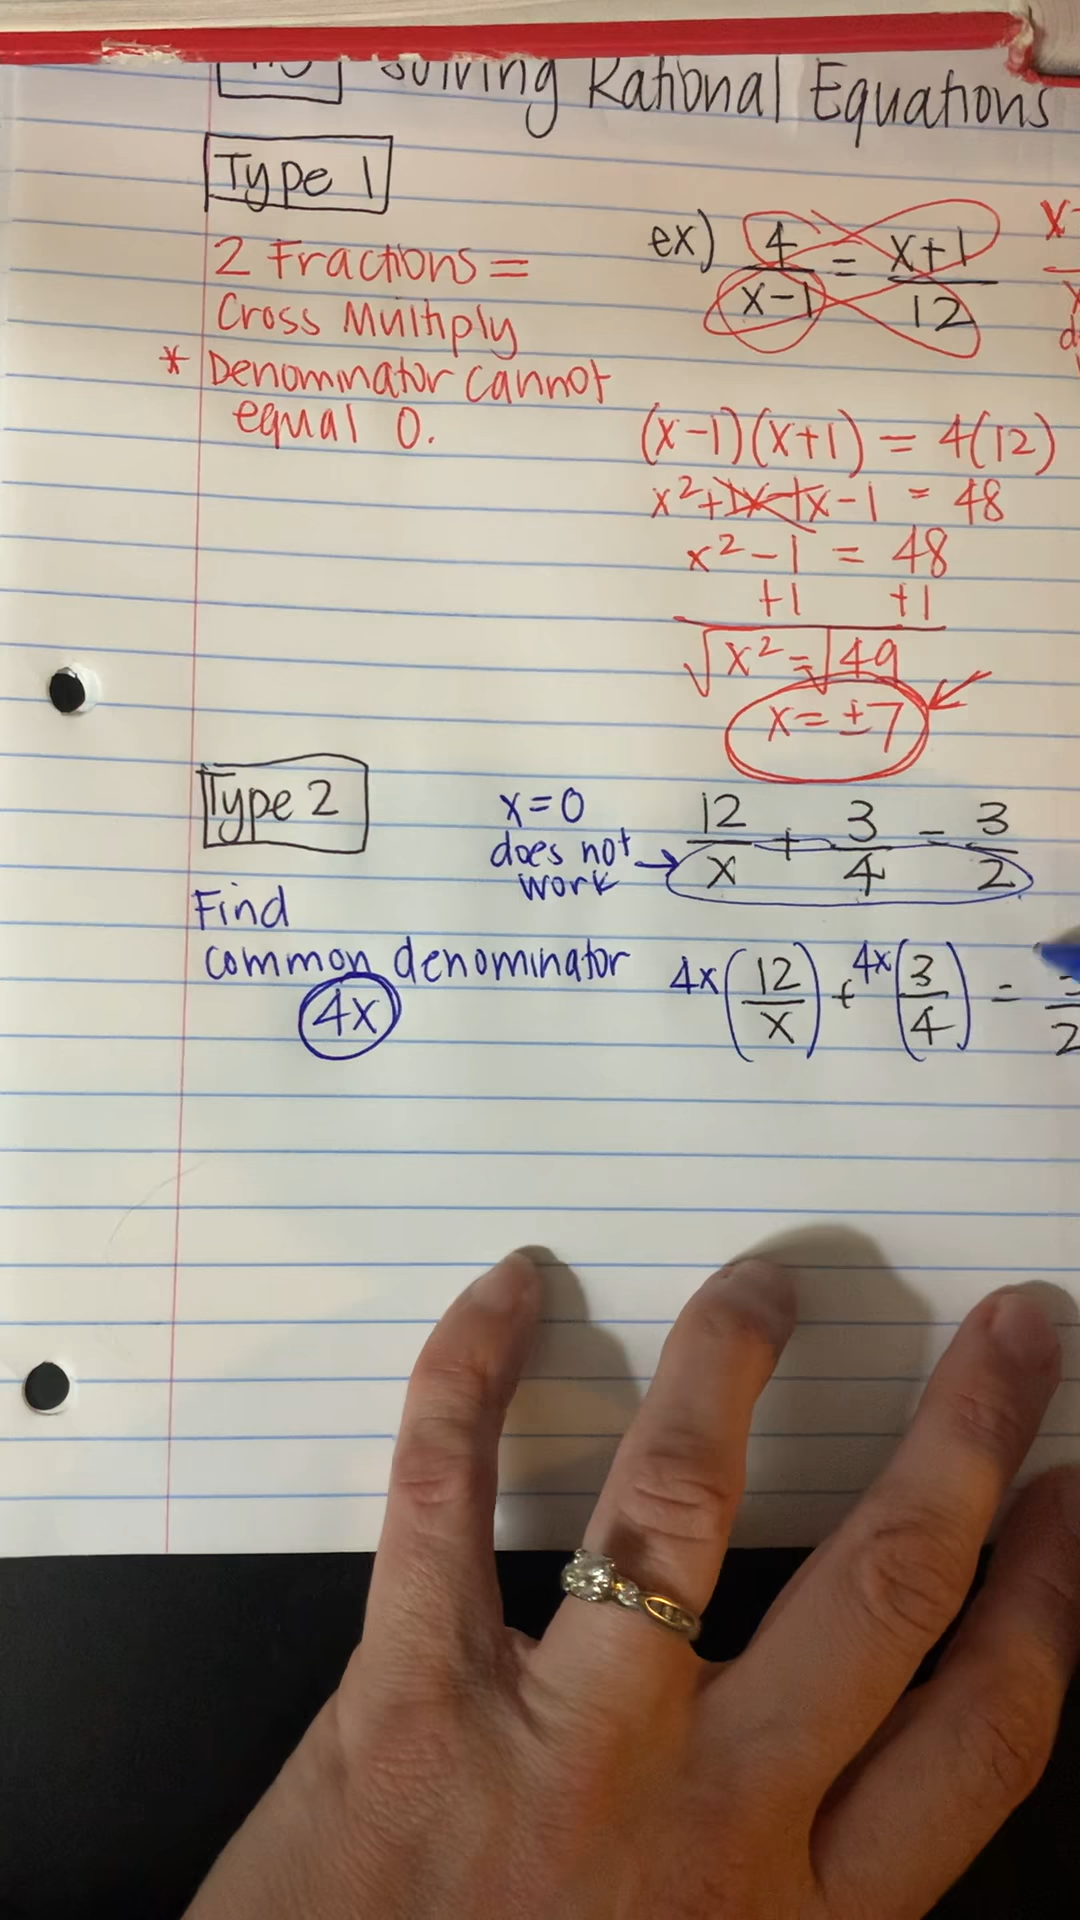 Solving Rational Equations
Type 1
2 Fractions =
Cross Multiply
* Denominator cannot
equal 0.
ex) 4/(x-1) = (x+1)/12
(x-1)(x+1) = 4(12)
x²+1x-1x-1 = 48
x²-1 = 48
+1 +1
√x² = √49
x = ±7
Type 2
x=0
does not
work
12/x + 3/4 = 3/2
Find
common denominator
4x
4x(12/x) + 4x(3/4) =